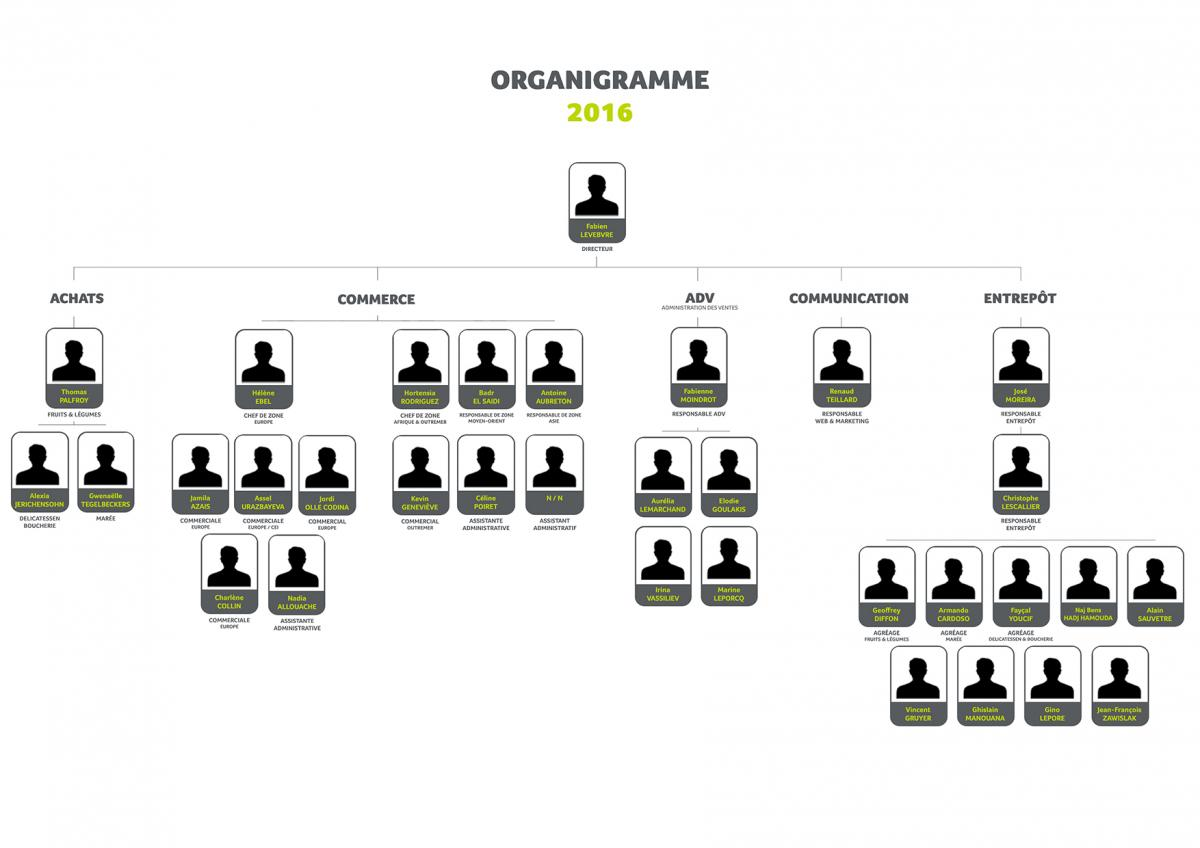 ORGANIGRAMME
2016
Fabien
LEVEBVRE
DIRECTEUR
ACHATS
Thomas
PALFROY
FRUITS & LÉGUMES
Alexia
JERICHENSOHN
DELICATESSEN
BOUCHERIE
Gwenaëlle
TEGELBECKERS
MARÉE
COMMERCE
Hélène
EBEL
CHEF DE ZONE
EUROPE
Hortensia
RODRIGUEZ
CHEF DE ZONE
AFRIQUE & OUTREMER
Badr
EL SAIDI
RESPONSABLE DE ZONE
MOYEN-ORIENT
Antoine
AUBRETON
RESPONSABLE DE ZONE
ASIE
Jamila
AZAIS
COMMERCIALE
EUROPE
Assel
URAZBAYEVA
COMMERCIALE
EUROPE / CEI
Jordi
OLLE CODINA
COMMERCIAL
EUROPE
Kevin
GENEVIÈVE
COMMERCIAL
OUTREMER
Céline
POIRET
ASSISTANTE
ADMINISTRATIVE
N / N
ASSISTANT
ADMINISTRATIF
Charlène
COLLIN
COMMERCIALE
EUROPE
Nadia
ALLOUACHE
ASSISTANTE
ADMINISTRATIVE
ADV
ADMINISTRATION DES VENTES
Fabienne
MOINDROT
RESPONSABLE ADV
Aurélia
LEMARCHAND
Elodie
GOULAKIS
Irina
VASSILIEV
Marine
LEPORCQ
COMMUNICATION
Renaud
TEILLARD
RESPONSABLE
WEB & MARKETING
ENTREPÔT
José
MOREIRA
RESPONSABLE
ENTREPÔT
Christophe
LESCALLIER
RESPONSABLE
ENTREPÔT
Geoffrey
DIFFON
AGRÉAGE
FRUITS & LÉGUMES
Armando
CARDOSO
AGRÉAGE
MARÉE
Fayçal
YOUCIF
AGRÉAGE
DELICATESSEN & BOUCHERIE
Naj Bens
HADJ HAMOUDA
Alain
SAUVETRE
Vincent
GRUYER
Ghislain
MANOUANA
Gino
LEPORE
Jean-François
ZAWISLAK